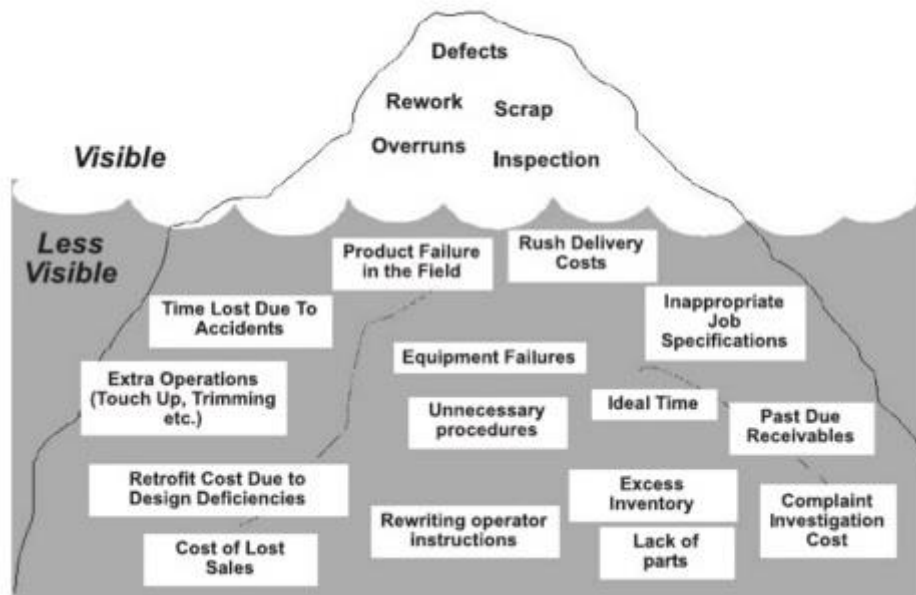 Defects
Rework
Scrap
Overruns
Inspection
Visible
Less
Visible
Product Failure
in the Field
Rush Delivery
Costs
Time Lost Due To
Accidents
Inappropriate
Job
Specifications
Equipment Failures
Extra Operations
(Touch Up, Trimming
etc.)
Unnecessary
procedures
Ideal Time
Past Due
Receivables
Retrofit Cost Due to
Design Deficiencies
Excess
Inventory
Complaint
Investigation
Cost
Rewriting operator
instructions
Lack of
parts
Cost of Lost
Sales